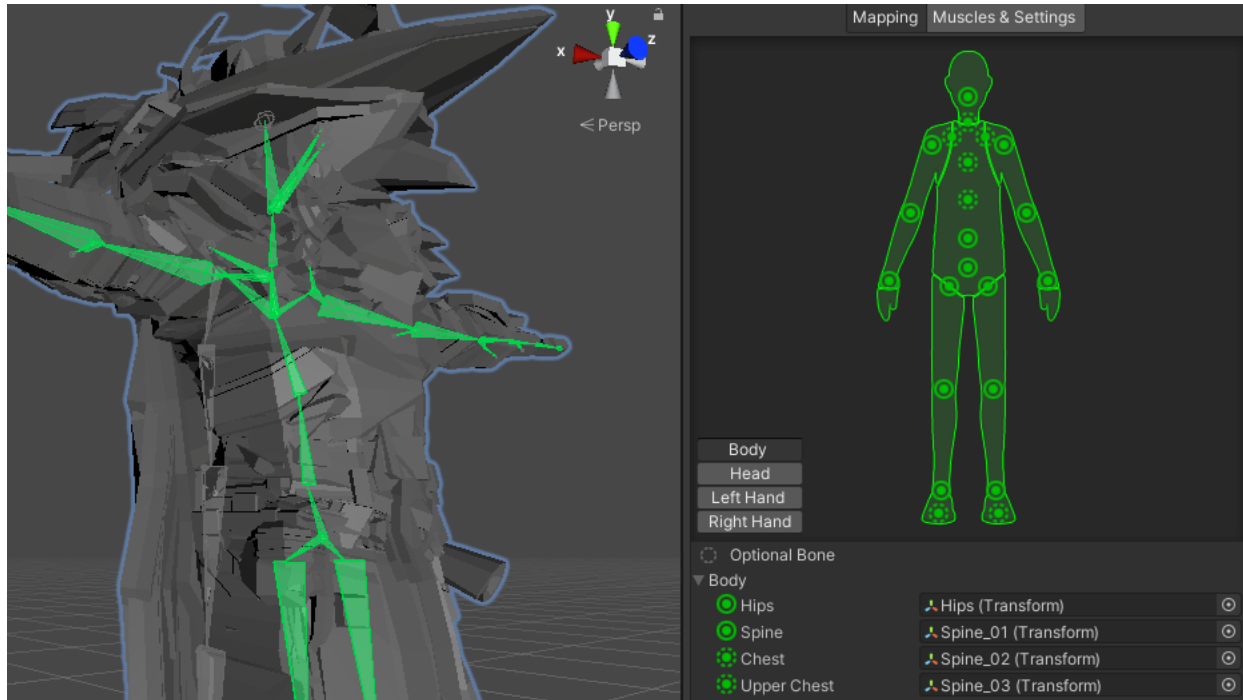 Mapping Muscles & Settings
y
x
z
< Persp
Body
Head
Left Hand
Right Hand
Optional Bone
Body
Hips Hips (Transform)
Spine Spine_01 (Transform)
Chest Spine_02 (Transform)
Upper Chest Spine_03 (Transform)